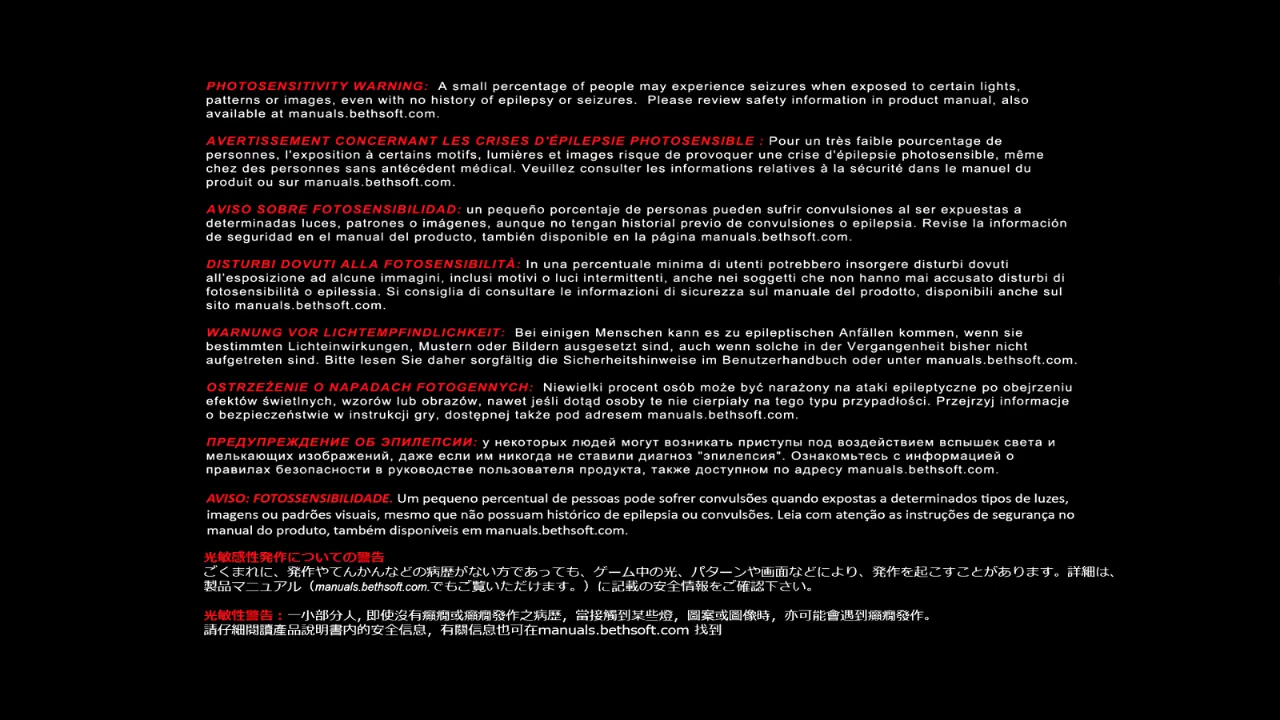 PHOTOSENSITIVITY WARNING: A small percentage of people may experience seizures when exposed to certain lights,
patterns or images, even with no history of epilepsy or seizures. Please review safety information in product manual, also
available at manuals.bethsoft.com.
AVERTISSEMENT CONCERNANT LES CRISES D'ÉPILEPSIE PHOTOSENSIBLE : Pour un très faible pourcentage de
personnes, l'exposition à certains motifs, lumières et images risque de provoquer une crise d'épilepsie photosensible, même
chez des personnes sans antécédent médical. Veuillez consulter les informations relatives à la sécurité dans le manuel du
produit ou sur manuals.bethsoft.com.
AVISO SOBRE FOTOSENSIBILIDAD: un pequeño porcentaje de personas pueden sufrir convulsiones al ser expuestas a
determinadas luces, patrones o imágenes, aunque no tengan historial previo de convulsiones o epilepsia. Revise la información
de seguridad en el manual del producto, también disponible en la página manuals.bethsoft.com.
DISTURBI DOVUTI ALLA FOTOSENSIBILITÀ: In una percentuale minima di utenti potrebbero insorgere disturbi dovuti
all'esposizione ad alcune immagini, inclusi motivi o luci intermittenti, anche nei soggetti che non hanno mai accusato disturbi di
fotosensibilità o epilessia. Si consiglia di consultare le informazioni di sicurezza sul manuale del prodotto, disponibili anche sul
sito manuals.bethsoft.com.
WARNUNG VOR LICHTEMPFINDLICHKEIT: Bei einigen Menschen kann es zu epileptischen Anfällen kommen, wenn sie
bestimmten Lichteinwirkungen, Mustern oder Bildern ausgesetzt sind, auch wenn solche in der Vergangenheit bisher nicht
aufgetreten sind. Bitte lesen Sie daher sorgfältig die Sicherheitshinweise im Benutzerhandbuch oder unter manuals.bethsoft.com.
OSTRZEŻENIE O NAPADACH FOTOGENNYCH: Niewielki procent osób może być narażony na ataki epileptyczne po obejrzeniu
efektów świetlnych, wzorów lub obrazów, nawet jeśli dotąd osoby te nie cierpiały na tego typu przypadłości. Przejrzyj informacje
o bezpieczeństwie w instrukcji gry, dostępnej także pod adresem manuals.bethsoft.com.
ПРЕДУПРЕЖДЕНИЕ ОБ ЭПИЛЕПСИИ: у некоторых людей могут возникать приступы под воздействием вспышек света и
мелькающих изображений, даже если им никогда не ставили диагноз "эпилепсия". Ознакомьтесь с информацией о
правилах безопасности в руководстве пользователя продукта, также доступном по адресу manuals.bethsoft.com.
AVISO: FOTOSSENSIBILIDADE. Um pequeno percentual de pessoas pode sofrer convulsões quando expostas a determinados tipos de luzes,
imagens ou padrões visuais, mesmo que não possuam histórico de epilepsia ou convulsões. Leia com atenção as instruções de segurança no
manual do produto, também disponíveis em manuals.bethsoft.com.
光敏感性発作についての警告
ごくまれに、発作やてんかんなどの病歴がない方であっても、ゲーム中の光、パターンや画面などにより、発作を起こすことがあります。詳細は、
製品マニュアル（manuals.bethsoft.com.でもご覧いただけます。）に記載の安全情報をご確認下さい。
光敏性警告：一小部分人, 即使沒有癲癇或癲癇發作之病歷，當接觸到某些燈，圖案或圖像時，亦可能會遇到癲癇發作。
請仔細閱讀產品說明書内的安全信息，有關信息也可在manuals.bethsoft.com 找到